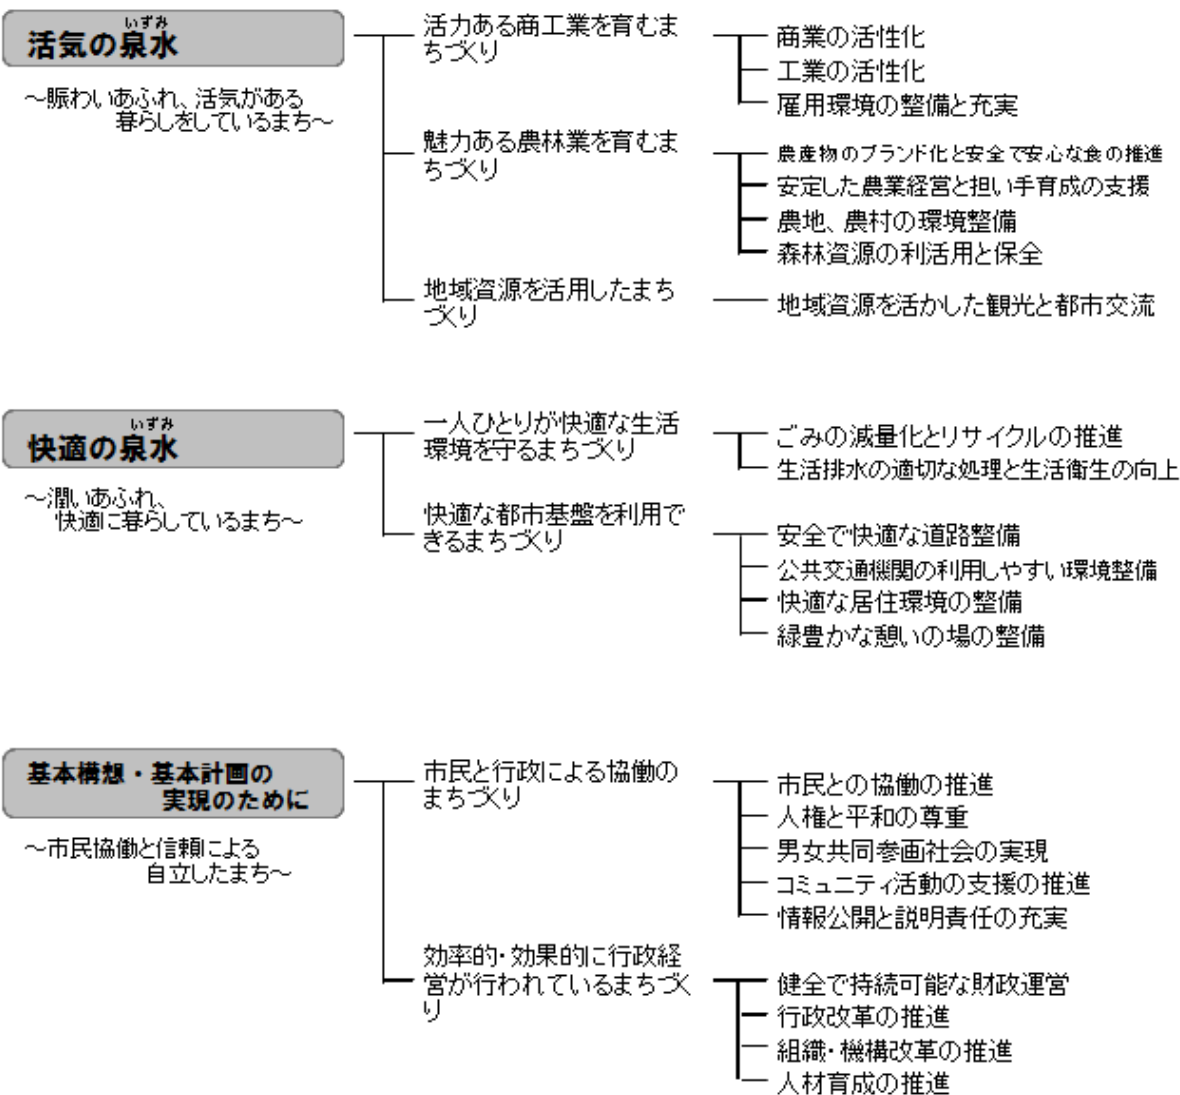 いずみ
活気の泉水
～賑わいあふれ、活気がある
暮らしをしているまち～
活力ある商工業を育むま
ちづくり
商業の活性化
工業の活性化
雇用環境の整備と充実
魅力ある農林業を育むま
ちづくり
農産物のブランド化と安全で安心な食の推進
安定した農業経営と担い手育成の支援
農地、農村の環境整備
森林資源の利活用と保全
地域資源を活用したまち
づくり
地域資源を活かした観光と都市交流
いずみ
快適の泉水
～潤いあふれ、
快適に暮らしているまち～
一人ひとりが快適な生活
環境を守るまちづくり
ごみの減量化とリサイクルの推進
生活排水の適切な処理と生活衛生の向上
快適な都市基盤を利用で
きるまちづくり
安全で快適な道路整備
公共交通機関の利用しやすい環境整備
快適な居住環境の整備
緑豊かな憩いの場の整備
基本構想・基本計画の
実現のために
～市民協働と信頼による
自立したまち～
市民と行政による協働の
まちづくり
市民との協働の推進
人権と平和の尊重
男女共同参画社会の実現
コミュニティ活動の支援の推進
情報公開と説明責任の充実
効率的・効果的に行政経
営が行われているまちづく
り
健全で持続可能な財政運営
行政改革の推進
組織・機構改革の推進
人材育成の推進